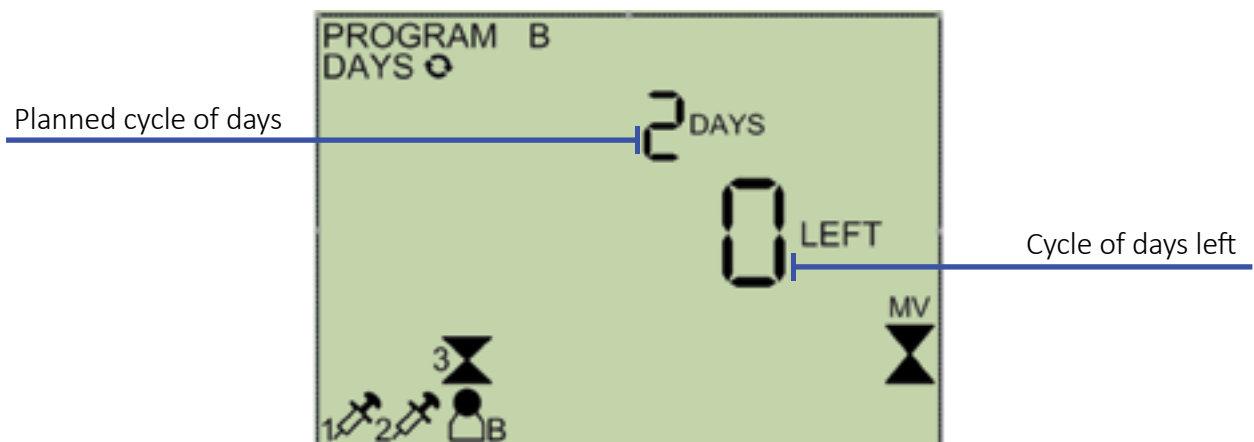 PROGRAM B
DAYS
Planned cycle of days
2 DAYS
0 LEFT
Cycle of days left
MV
3
1 2 B